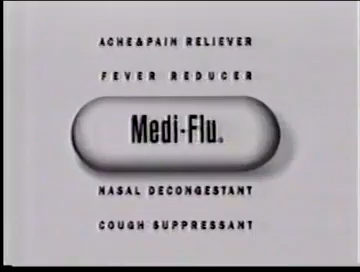 ACHE&PAIN RELIEVER
FEVER REDUCER
Medi-Flu®
NASAL DECONGESTANT
COUGH SUPPRESSANT